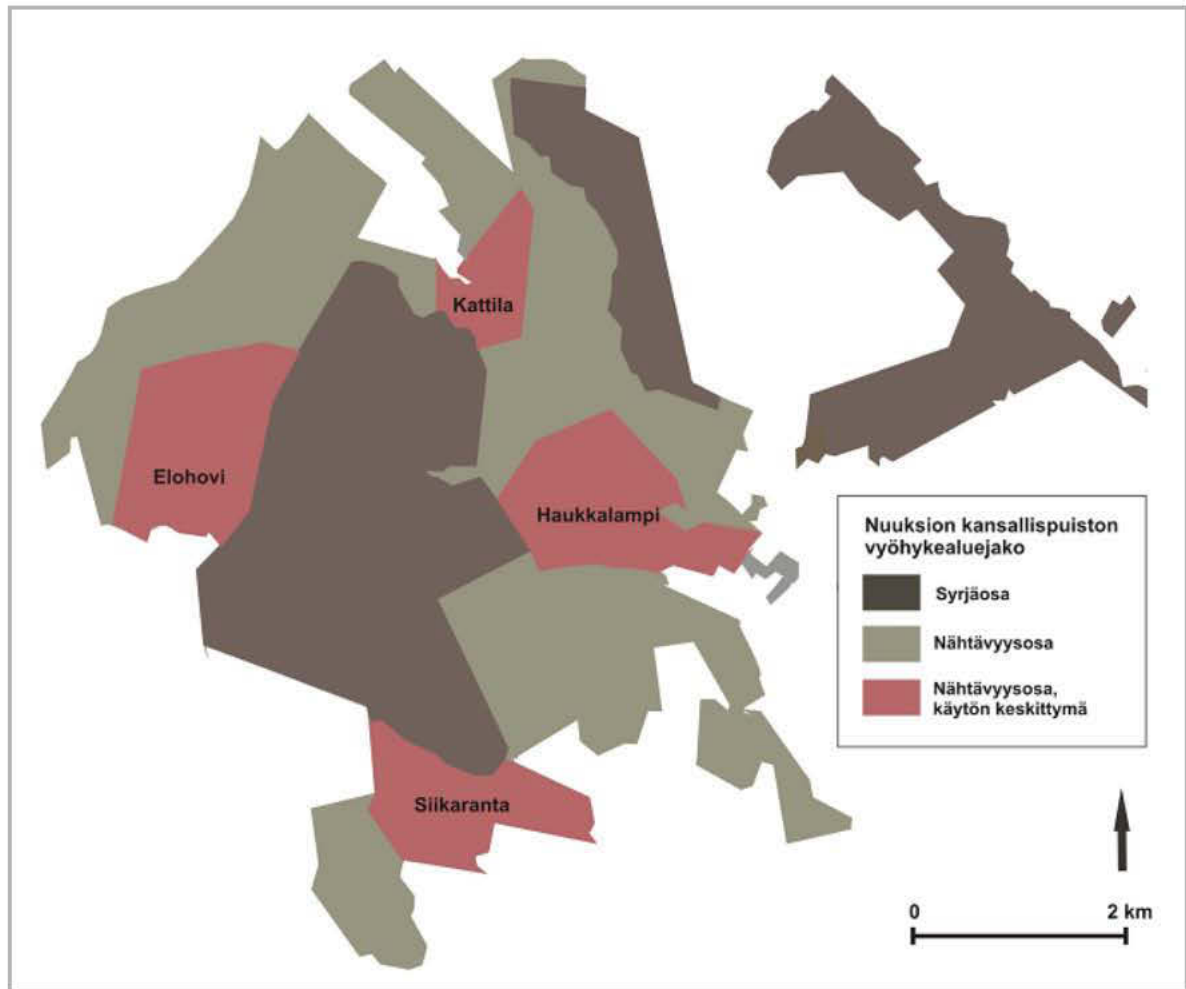 Kattila
Elohovi
Haukkalampi
Siikaranta
Nuuksion kansallispuiston
vyöhykealuejako
Syrjäosa
Nähtävyysosa
Nähtävyysosa,
käytön keskittymä
0 2 km